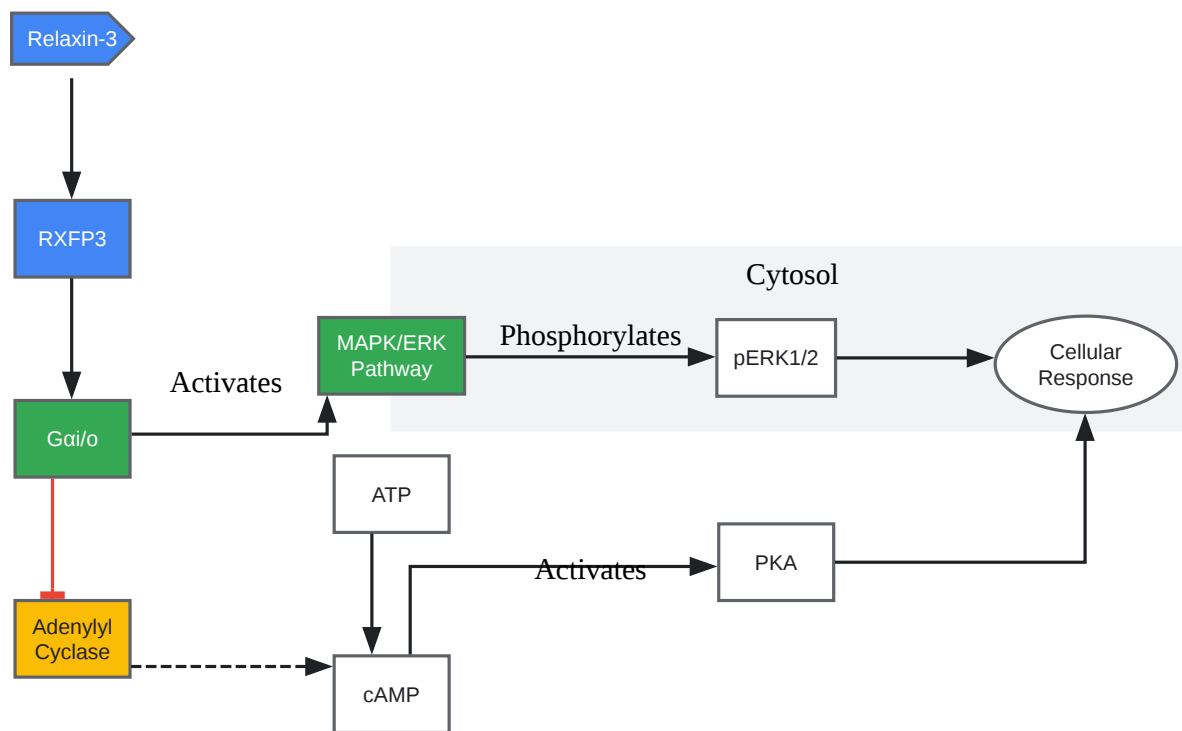 Relaxin-3
RXFP3
Cytosol
MAPK/ERK
Pathway
Phosphorylates
pERK1/2
Cellular
Response
Activates
Gαi/o
ATP
Activates
PKA
Adenylyl
Cyclase
cAMP